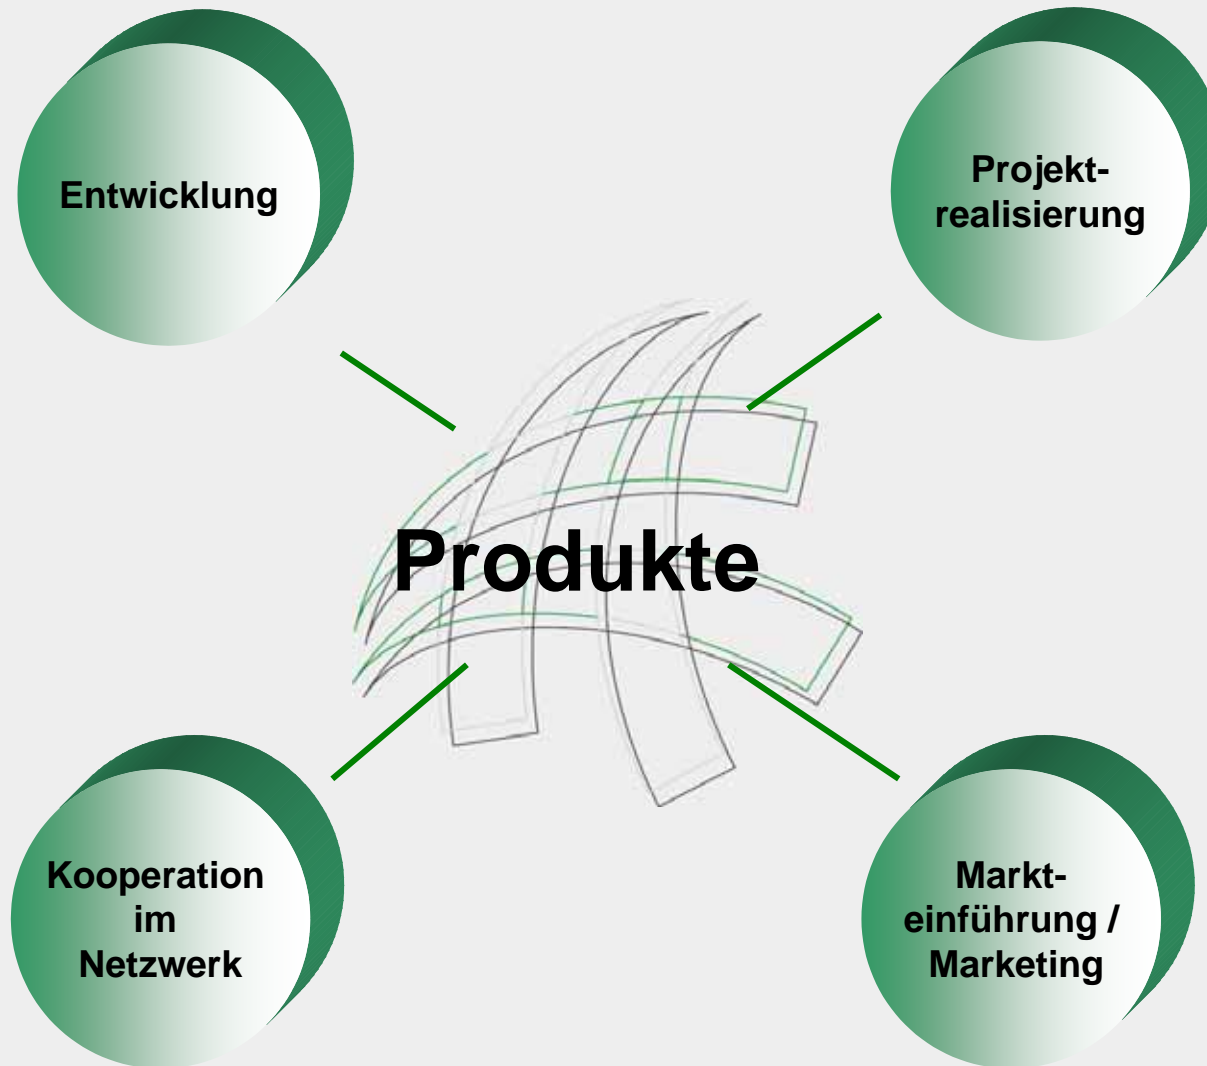 Entwicklung
Projekt-
realisierung
Produkte
Kooperation
im
Netzwerk
Markt-
einführung /
Marketing